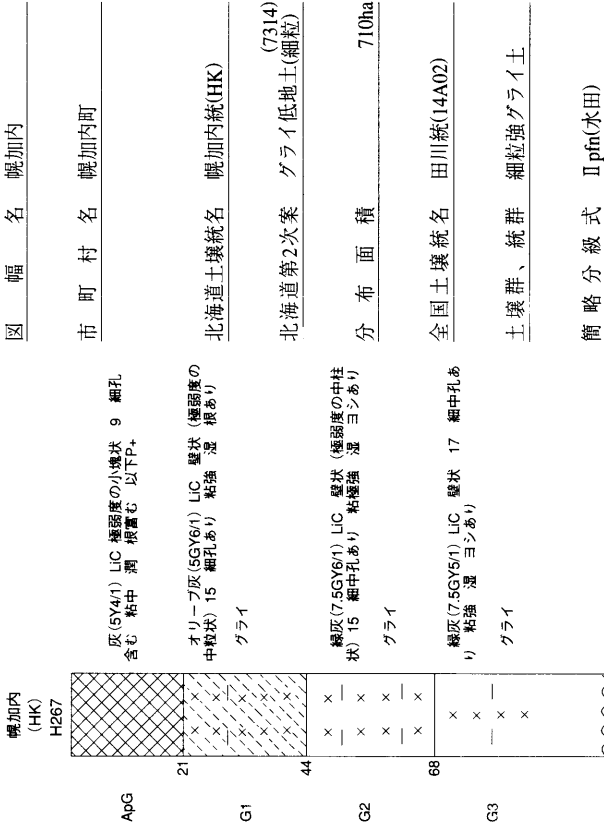 幌加内
(HK)
H267
ApG
灰(5Y4/1) LiC 極弱度の小塊状 9 細孔
含む 粘中 潤 根富む 以下P₊
21
G1
オリーブ灰(5GY6/1) LiC 壁状(極弱度の
中粒状) 15 細孔あり 粘強 湿 根あり
グライ
44
G2
緑灰(7.5GY6/1) LiC 壁状(極弱度の中柱
状) 15 細中孔あり 粘極強 湿 ヨシあり
グライ
68
G3
緑灰(7.5GY5/1) LiC 壁状 17 細中孔あ
り 粘強 湿 ヨシあり
グライ
図幅名 幌加内
市町村名 幌加内町
北海道土壌統名 幌加内統(HK)
(7314)
北海道第2次案 グライ低地土(細粒)
分布面積 710ha
全国土壌統名 田川統(14A02)
土壌群、統群 細粒強グライ土
簡略分級式 Ⅱpfn(水田)